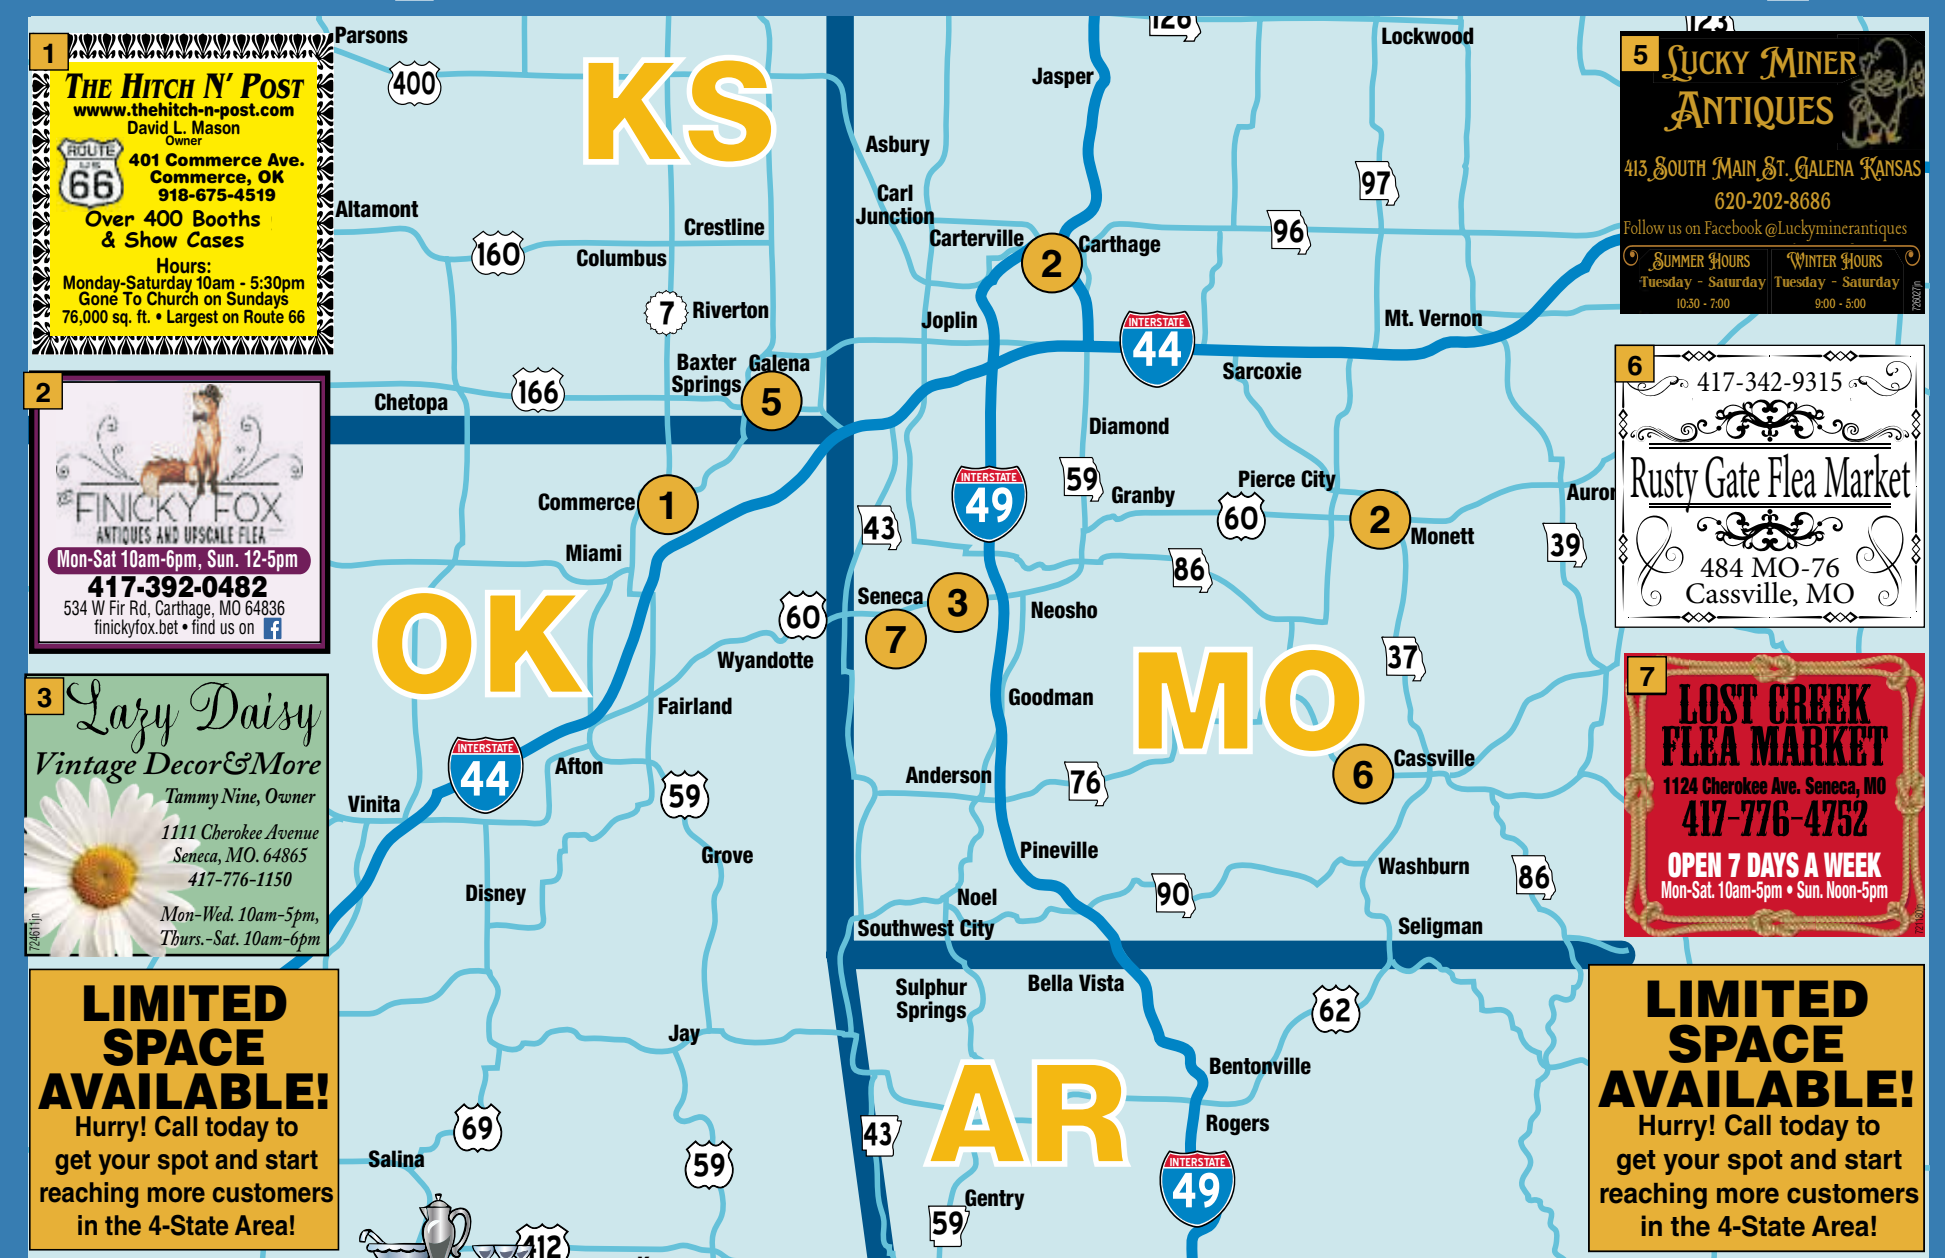 1
THE HITCH N' POST
wwww.thehitch-n-post.com
David L. Mason
Owner
ROUTE
US
66
401 Commerce Ave.
Commerce, OK
918-675-4519
Over 400 Booths
& Show Cases
Hours:
Monday-Saturday 10am - 5:30pm
Gone To Church on Sundays
76,000 sq. ft. • Largest on Route 66
2
THE
FINICKY FOX
ANTIQUES AND UPSCALE FLEA
Mon-Sat 10am-6pm, Sun. 12-5pm
417-392-0482
534 W Fir Rd, Carthage, MO 64836
finickyfox.bet • find us on f
3
Lazy Daisy
Vintage Decor&More
Tammy Nine, Owner
1111 Cherokee Avenue
Seneca, MO. 64865
417-776-1150
Mon-Wed. 10am-5pm,
Thurs.-Sat. 10am-6pm
724611jn
LIMITED
SPACE
AVAILABLE!
Hurry! Call today to
get your spot and start
reaching more customers
in the 4-State Area!
Parsons
400
KS
Altamont
160
Columbus
Crestline
7
Riverton
Baxter
Springs
Galena
5
166
Chetopa
Commerce
1
Miami
OK
60
Wyandotte
Fairland
INTERSTATE
44
Afton
59
Vinita
Grove
Disney
Jay
69
Salina
59
412
126
Lockwood
123
Jasper
Asbury
Carl
Junction
97
96
Carterville
2
Carthage
Joplin
INTERSTATE
44
Mt. Vernon
Sarcoxie
Diamond
INTERSTATE
49
59
Granby
Pierce City
60
2
Monett
Auror
43
39
86
Seneca
3
7
Neosho
37
MO
Goodman
6
Cassville
Anderson
76
Pineville
Washburn
86
90
Noel
Southwest City
Seligman
Sulphur
Springs
Bella Vista
62
Bentonville
AR
43
Rogers
INTERSTATE
49
Gentry
59
5
LUCKY MINER
ANTIQUES
413 SOUTH MAIN ST. GALENA KANSAS
620-202-8686
Follow us on Facebook @Luckyminerantiques
SUMMER HOURS
Tuesday - Saturday
10:30 - 7:00
WINTER HOURS
Tuesday - Saturday
9:00 - 5:00
726027jn
6
417-342-9315
Rusty Gate Flea Market
484 MO-76
Cassville, MO
7
LOST CREEK
FLEA MARKET
1124 Cherokee Ave. Seneca, MO
417-776-4752
OPEN 7 DAYS A WEEK
Mon-Sat. 10am-5pm • Sun. Noon-5pm
LIMITED
SPACE
AVAILABLE!
Hurry! Call today to
get your spot and start
reaching more customers
in the 4-State Area!